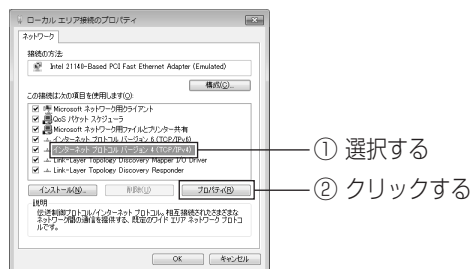 ローカル エリア接続のプロパティ
ネットワーク
接続の方法:
Intel 21140-Based PCI Fast Ethernet Adapter (Emulated)
構成(C)...
この接続は次の項目を使用します(O):
Microsoft ネットワーク用クライアント
QoS パケット スケジューラ
Microsoft ネットワーク用ファイルとプリンター共有
インターネット プロトコル バージョン 6 (TCP/IPv6)
インターネット プロトコル バージョン 4 (TCP/IPv4)
Link-Layer Topology Discovery Mapper I/O Driver
Link-Layer Topology Discovery Responder
① 選択する
インストール(N)... 削除(U) プロパティ(R)
② クリックする
説明
伝送制御プロトコル/インターネット プロトコル。相互接続されたさまざまな
ネットワーク間の通信を提供する、既定のワイド エリア ネットワーク プロトコ
ルです。
OK キャンセル